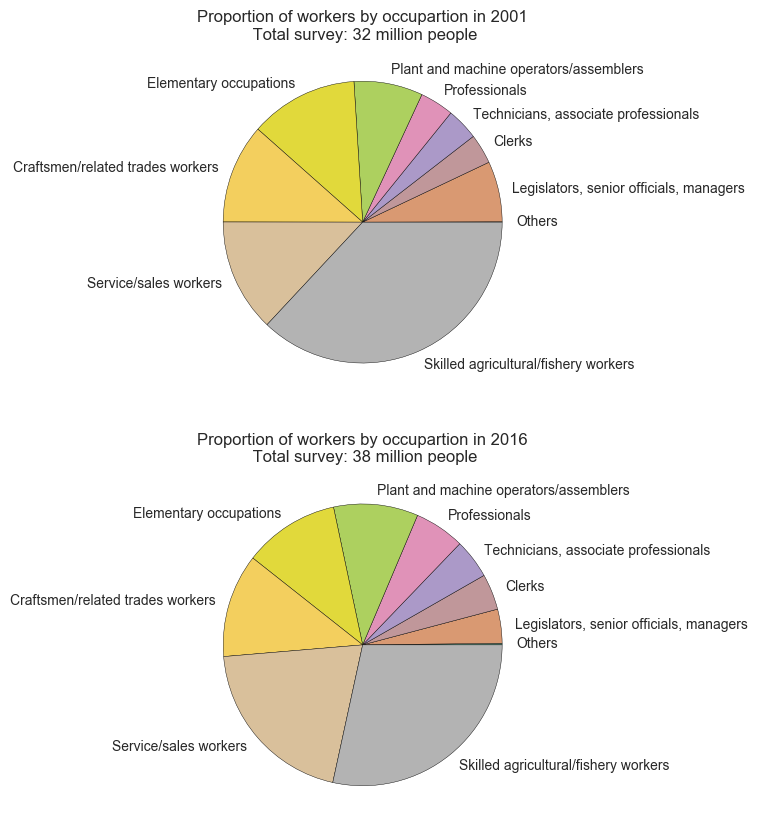 Proportion of workers by occupartion in 2001
Total survey: 32 million people
Plant and machine operators/assemblers
Elementary occupations
Professionals
Technicians, associate professionals
Clerks
Craftsmen/related trades workers
Legislators, senior officials, managers
Others
Service/sales workers
Skilled agricultural/fishery workers
Proportion of workers by occupartion in 2016
Total survey: 38 million people
Plant and machine operators/assemblers
Elementary occupations
Professionals
Technicians, associate professionals
Clerks
Craftsmen/related trades workers
Legislators, senior officials, managers
Others
Service/sales workers
Skilled agricultural/fishery workers